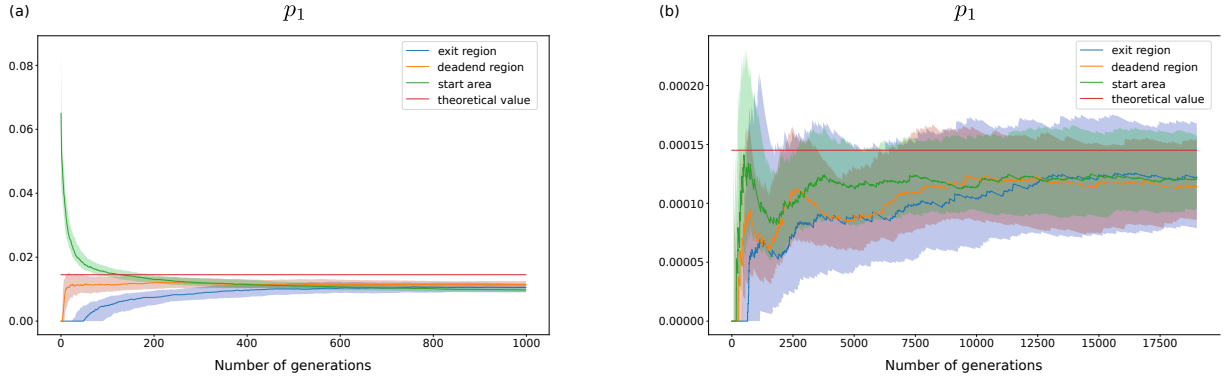 (a)
p₁
0.08
0.06
0.04
0.02
0.00
0
200
400
600
800
1000
Number of generations
exit region
deadend region
start area
theoretical value
(b)
p₁
0.00020
0.00015
0.00010
0.00005
0.00000
0
2500
5000
7500
10000
12500
15000
17500
Number of generations
exit region
deadend region
start area
theoretical value